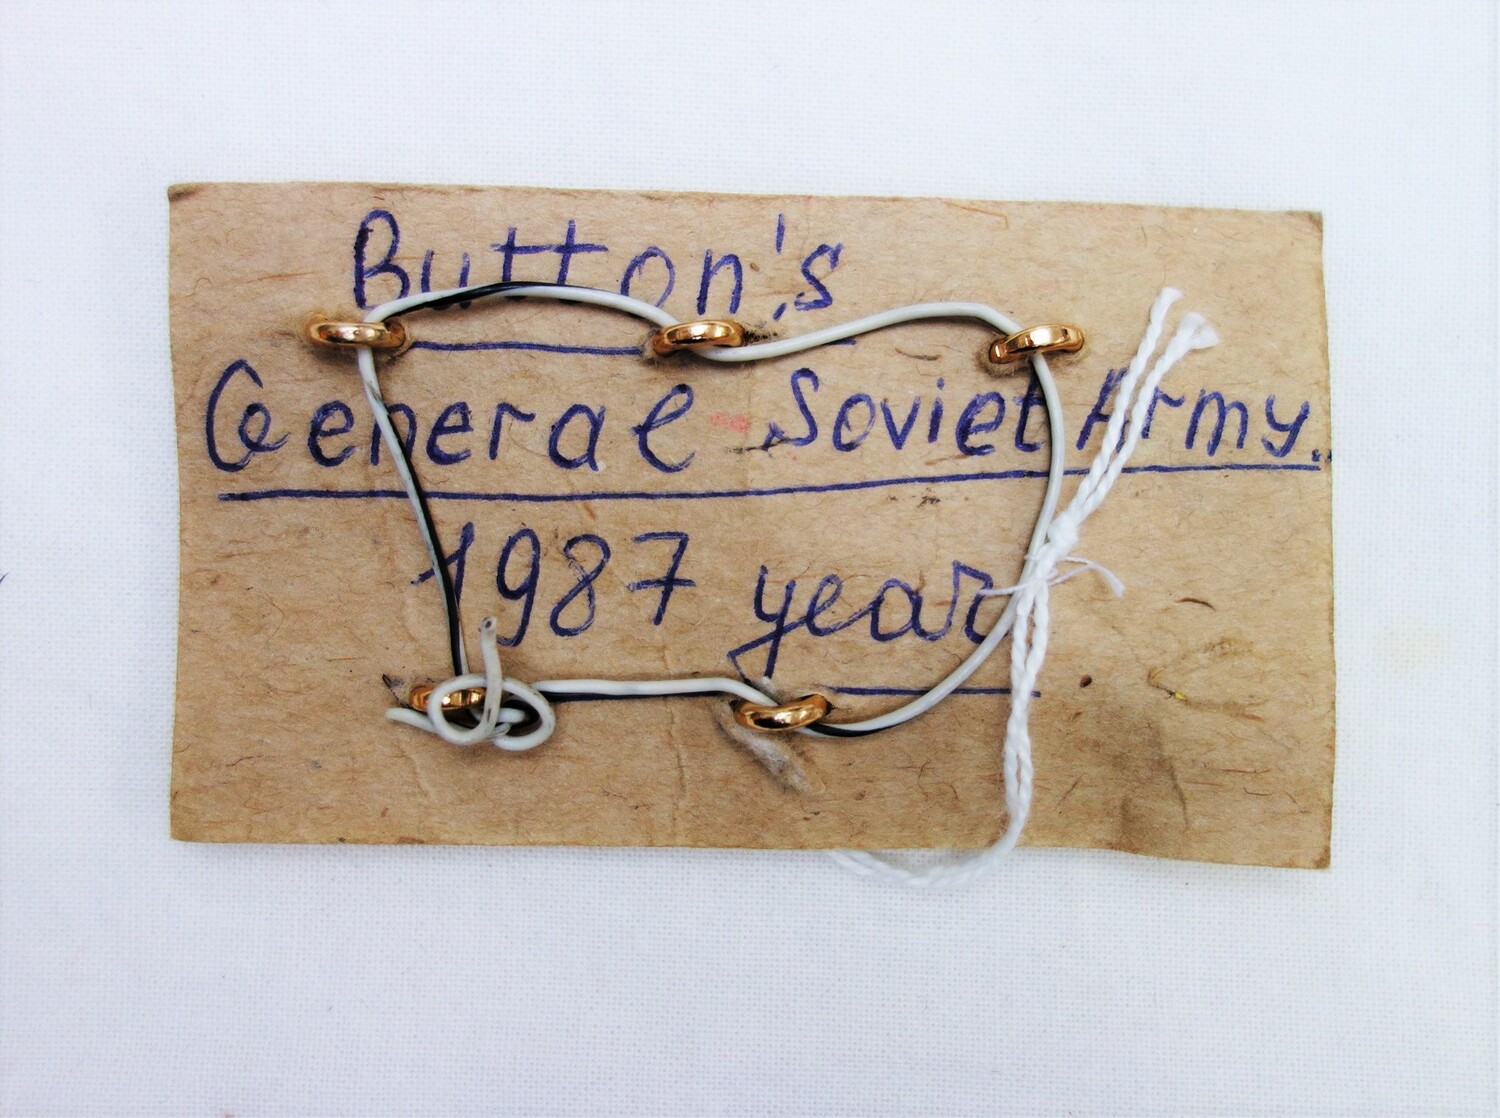 Button's
General Soviet Army.
1987 year